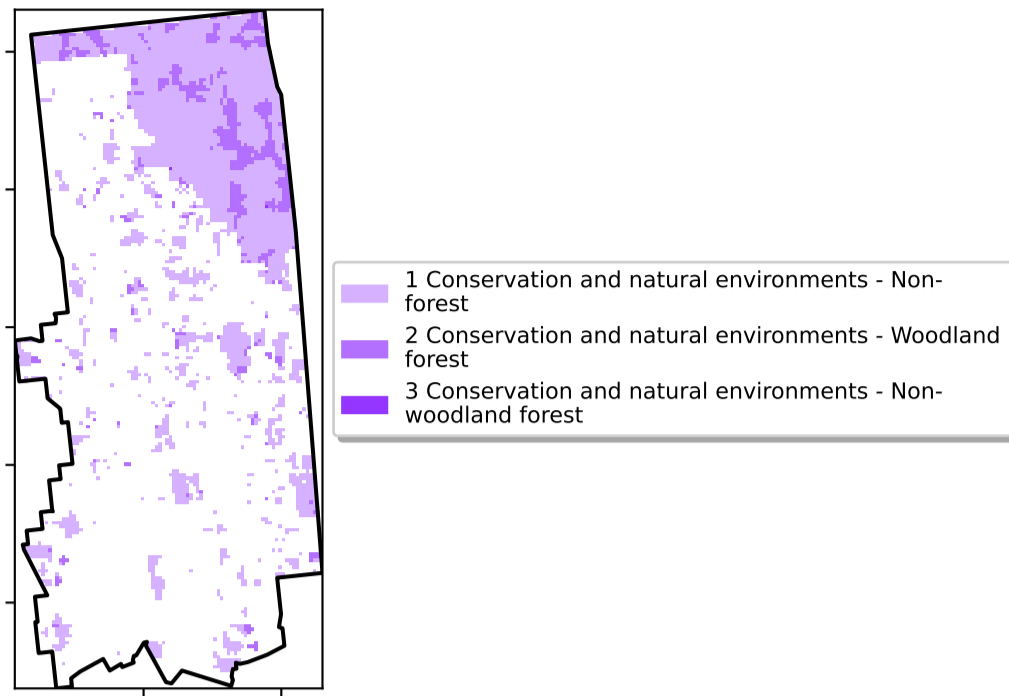 1 Conservation and natural environments - Non-
forest
2 Conservation and natural environments - Woodland
forest
3 Conservation and natural environments - Non-
woodland forest